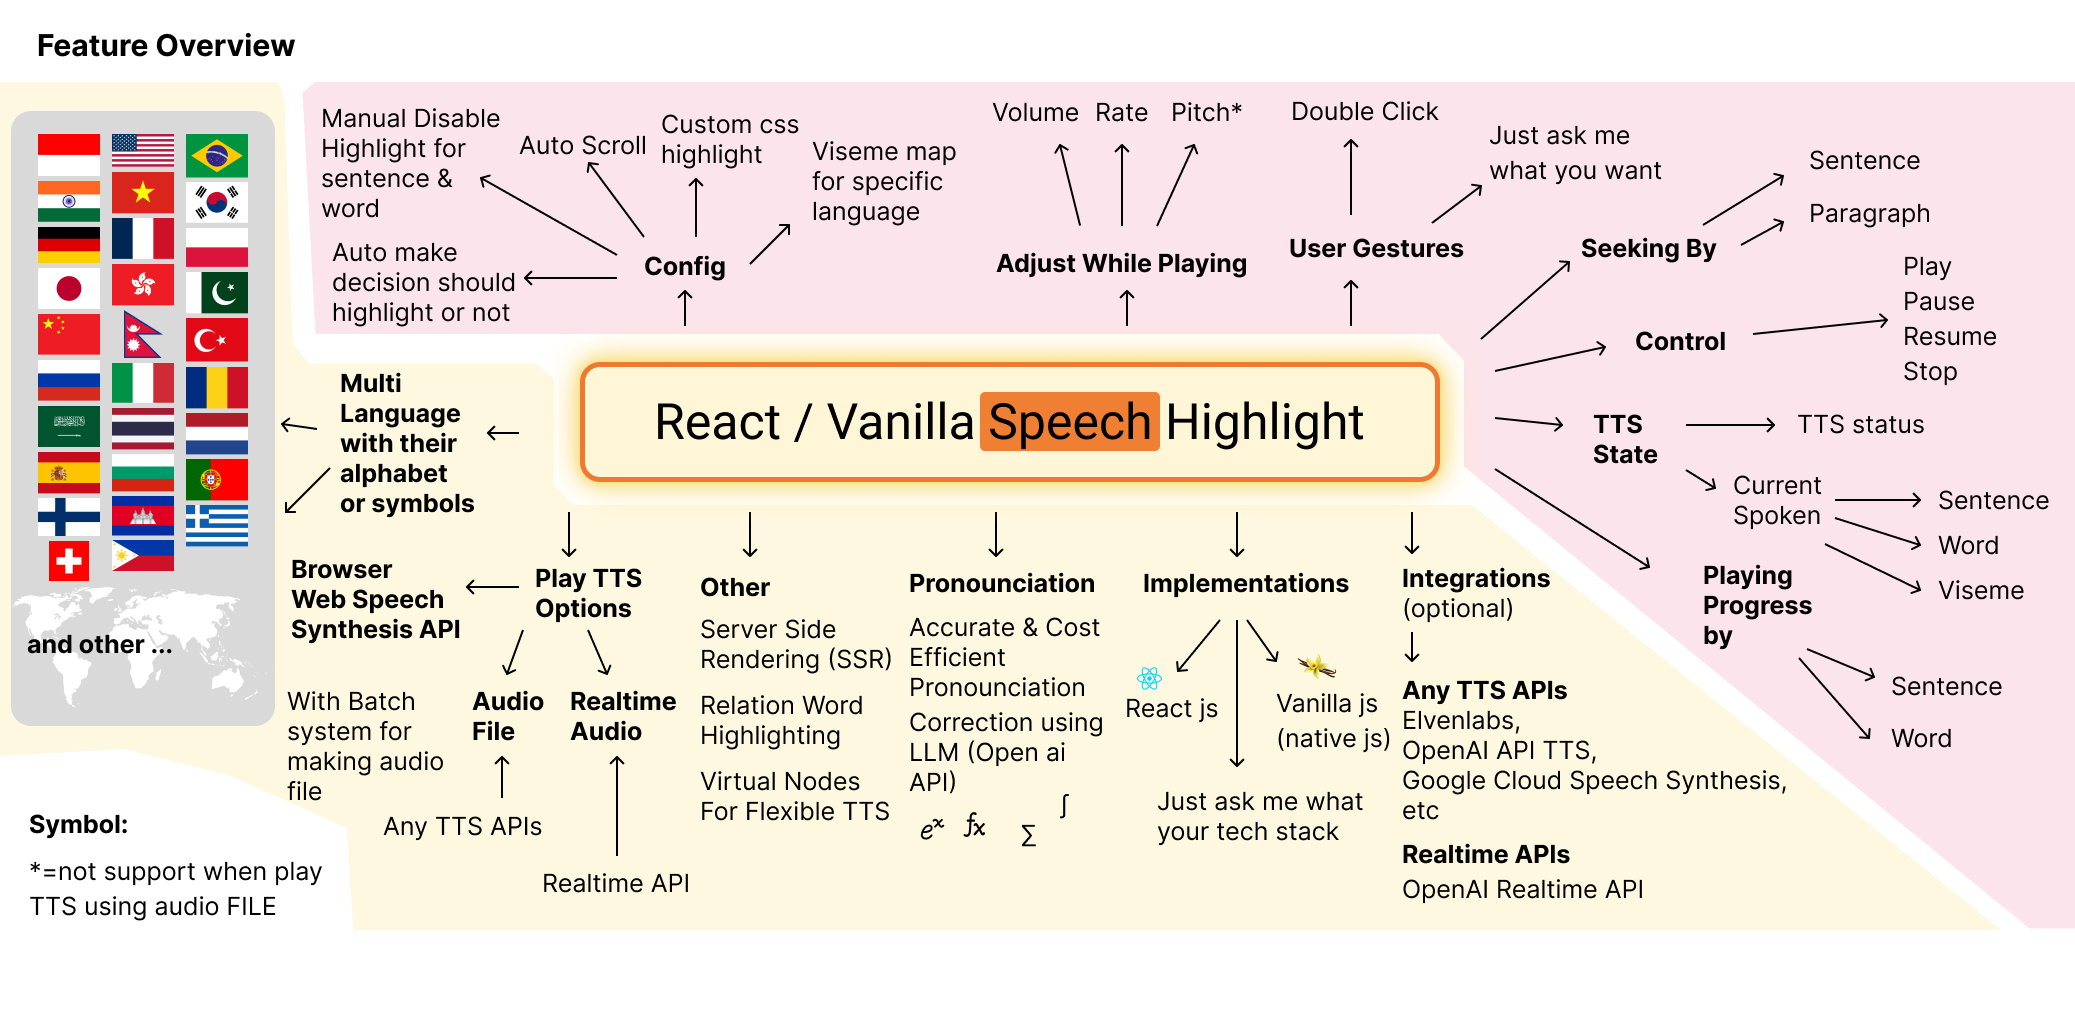 Feature Overview
Manual Disable
Highlight for
sentence &
word
Auto Scroll
Custom css
highlight
Viseme map
for specific
language
Auto make
decision should
highlight or not
Config
Volume
Rate
Pitch*
Adjust While Playing
Double Click
Just ask me
what you want
User Gestures
Seeking By
Sentence
Paragraph
Control
Play
Pause
Resume
Stop
TTS
State
TTS status
Current
Spoken
Sentence
Word
Viseme
Playing
Progress
by
Sentence
Word
React / Vanilla Speech Highlight
Multi
Language
with their
alphabet
or symbols
and other ...
Browser
Web Speech
Synthesis API
Play TTS
Options
With Batch
system for
making audio
file
Audio
File
Realtime
Audio
Any TTS APIs
Realtime API
Other
Server Side
Rendering (SSR)
Relation Word
Highlighting
Virtual Nodes
For Flexible TTS
Pronounciation
Accurate & Cost
Efficient
Pronounciation
Correction using
LLM (Open ai
API)
eˣ fx Σ ∫
Implementations
React js
Vanilla js
(native js)
Just ask me what
your tech stack
Integrations
(optional)
Any TTS APIs
Elvenlabs,
OpenAI API TTS,
Google Cloud Speech Synthesis,
etc
Realtime APIs
OpenAI Realtime API
Symbol:
*=not support when play
TTS using audio FILE